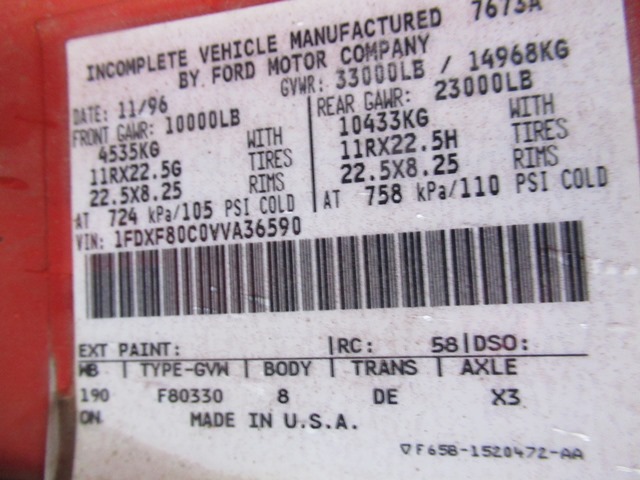 7673A
INCOMPLETE VEHICLE MANUFACTURED
BY FORD MOTOR COMPANY
GVWR: 33000LB / 14968KG
DATE: 11/96
FRONT GAWR: 10000LB
4535KG WITH
11RX22.5G TIRES
22.5X8.25 RIMS
AT 724 kPa/105 PSI COLD
REAR GAWR: 23000LB
10433KG WITH
11RX22.5H TIRES
22.5X8.25 RIMS
AT 758 kPa/110 PSI COLD
VIN: 1FDXF80C0VVA36590
EXT PAINT: RC: 58 DSO:
WB TYPE-GVW BODY TRANS AXLE
190 F80330 8 DE X3
ON. MADE IN U.S.A.
F65B-1520472-AA